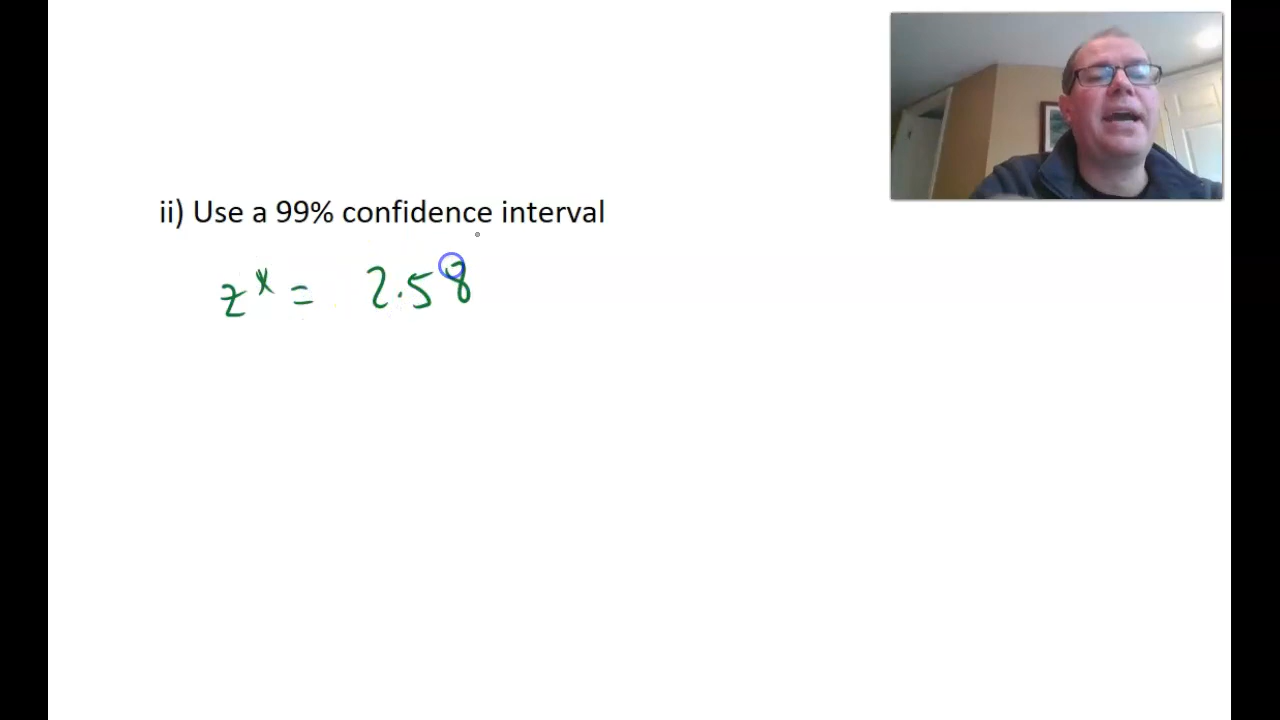 ii) Use a 99% confidence interval
z* = 2.58